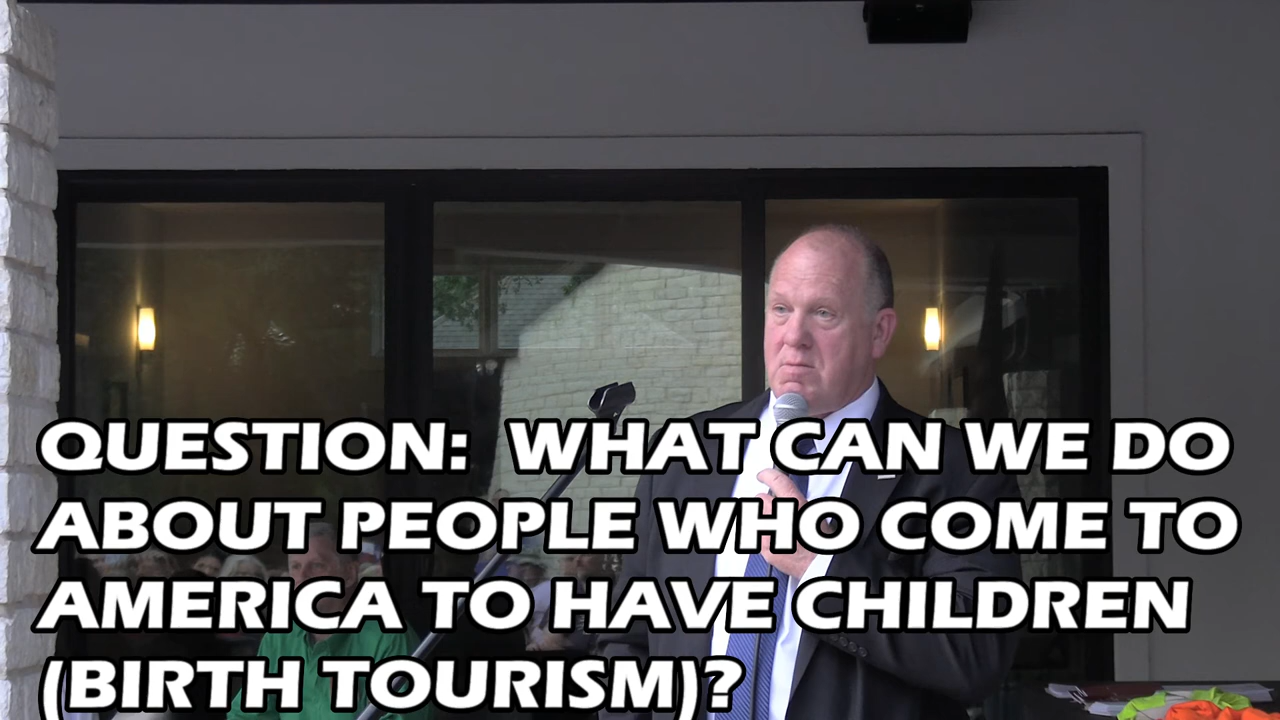 QUESTION:  WHAT CAN WE DO
ABOUT PEOPLE WHO COME TO
AMERICA TO HAVE CHILDREN
(BIRTH TOURISM)?